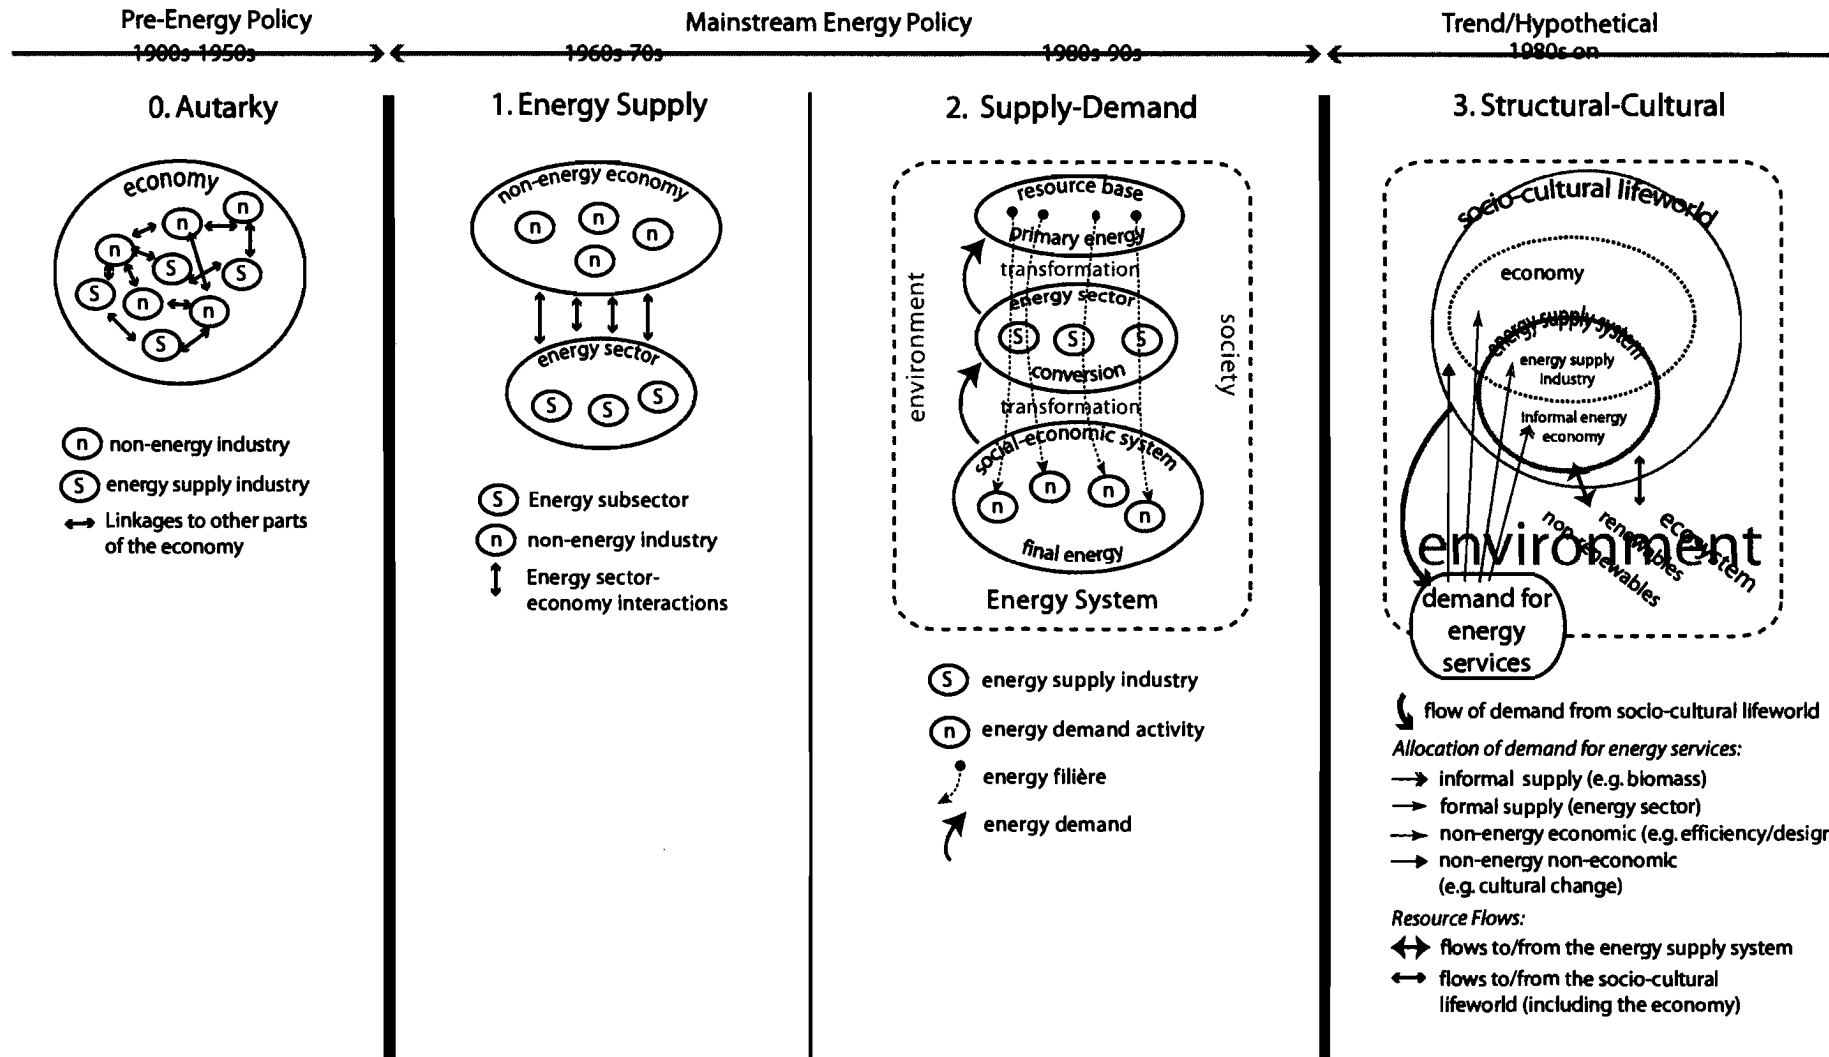 Pre-Energy Policy
Mainstream Energy Policy
Trend/Hypothetical
1900s-1950s
1960s-70s
1980s-90s
1980s on
0. Autarky
economy
n
n
n
S
S
S
n
n
S
n non-energy industry
S energy supply industry
Linkages to other parts
of the economy
1. Energy Supply
non-energy economy
n
n
n
n
energy sector
S
S
S
S Energy subsector
n non-energy industry
Energy sector-
economy interactions
2. Supply-Demand
resource base
primary energy
transformation
energy sector
S
S
S
conversion
transformation
social-economic system
n
n
n
n
final energy
environment
society
Energy System
S energy supply industry
n energy demand activity
energy filière
energy demand
3. Structural-Cultural
socio-cultural lifeworld
economy
energy supply system
energy supply
industry
informal energy
economy
environment
non-renewables
renewables
ecosystem
demand for
energy
services
flow of demand from socio-cultural lifeworld
Allocation of demand for energy services:
informal supply (e.g. biomass)
formal supply (energy sector)
non-energy economic (e.g. efficiency/design
non-energy non-economic
(e.g. cultural change)
Resource Flows:
flows to/from the energy supply system
flows to/from the socio-cultural
lifeworld (including the economy)